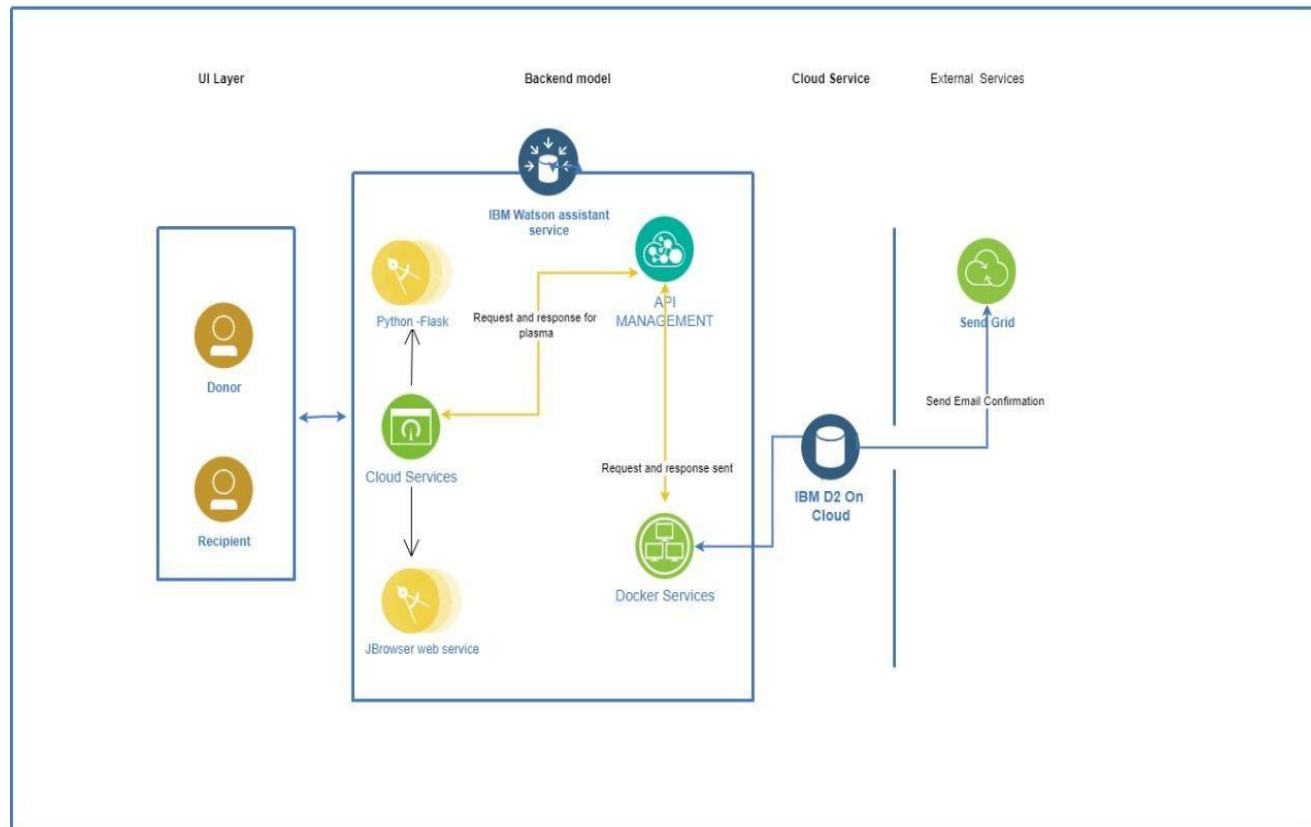 UI Layer
Backend model
Cloud Service
External Services
IBM Watson assistant
service
Python -Flask
Request and response for
plasma
API
MANAGEMENT
Send Grid
Donor
Send Email Confirmation
Cloud Services
Request and response sent
IBM D2 On
Cloud
Recipient
Docker Services
JBrowser web service